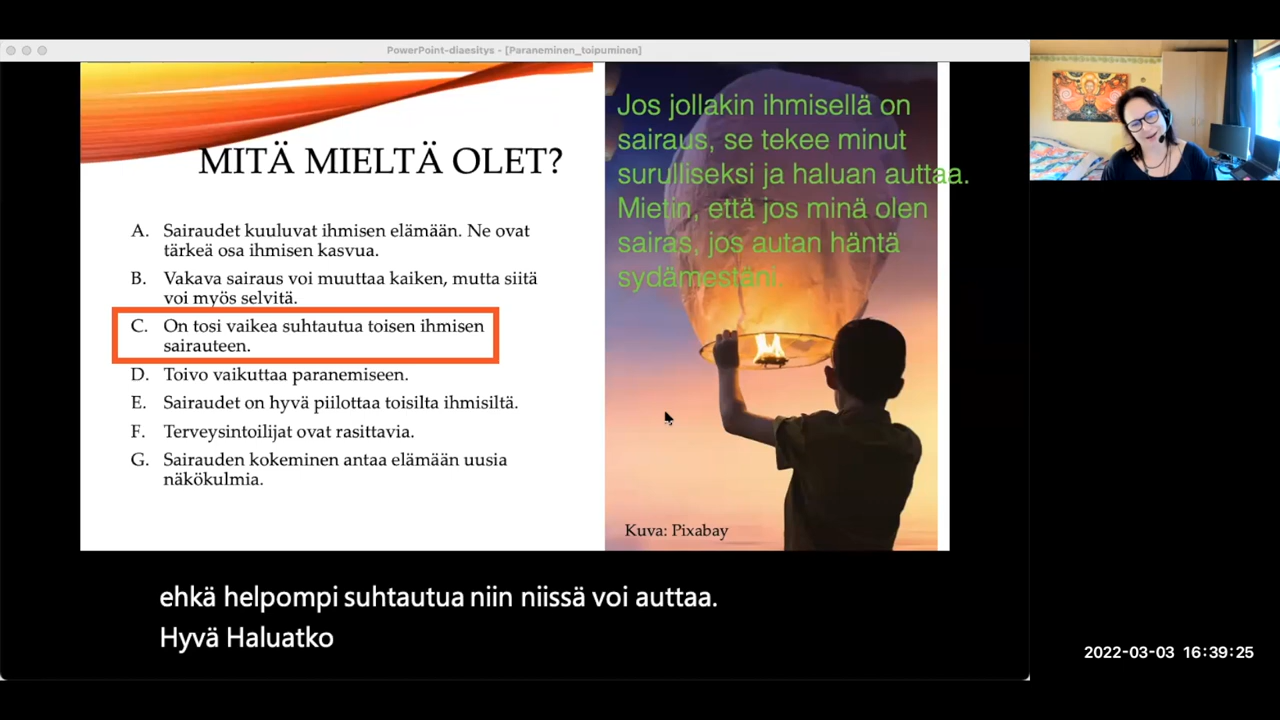 PowerPoint-diaesitys - [Paraneminen_toipuminen]
MITÄ MIELTÄ OLET?
A. Sairaudet kuuluvat ihmisen elämään. Ne ovat
tärkeä osa ihmisen kasvua.
B. Vakava sairaus voi muuttaa kaiken, mutta siitä
voi myös selvitä.
C. On tosi vaikea suhtautua toisen ihmisen
sairauteen.
D. Toivo vaikuttaa paranemiseen.
E. Sairaudet on hyvä piilottaa toisilta ihmisiltä.
F. Terveysintoilijat ovat rasittavia.
G. Sairauden kokeminen antaa elämään uusia
näkökulmia.
Jos jollakin ihmisellä on
sairaus, se tekee minut
surulliseksi ja haluan auttaa.
Mietin, että jos minä olen
sairas, jos autan häntä
sydämestäni.
Kuva: Pixabay
ehkä helpompi suhtautua niin niissä voi auttaa.
Hyvä Haluatko
2022-03-03 16:39:25